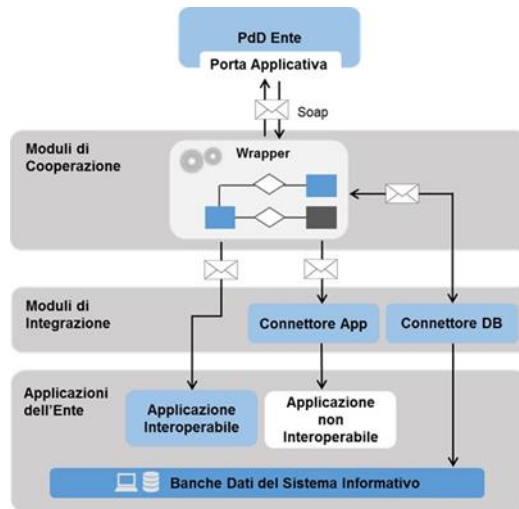 PdD Ente
Porta Applicativa
Soap
Moduli di
Cooperazione
Wrapper
Moduli di
Integrazione
Connettore App
Connettore DB
Applicazioni
dell'Ente
Applicazione
Interoperabile
Applicazione
non
Interoperabile
Banche Dati del Sistema Informativo